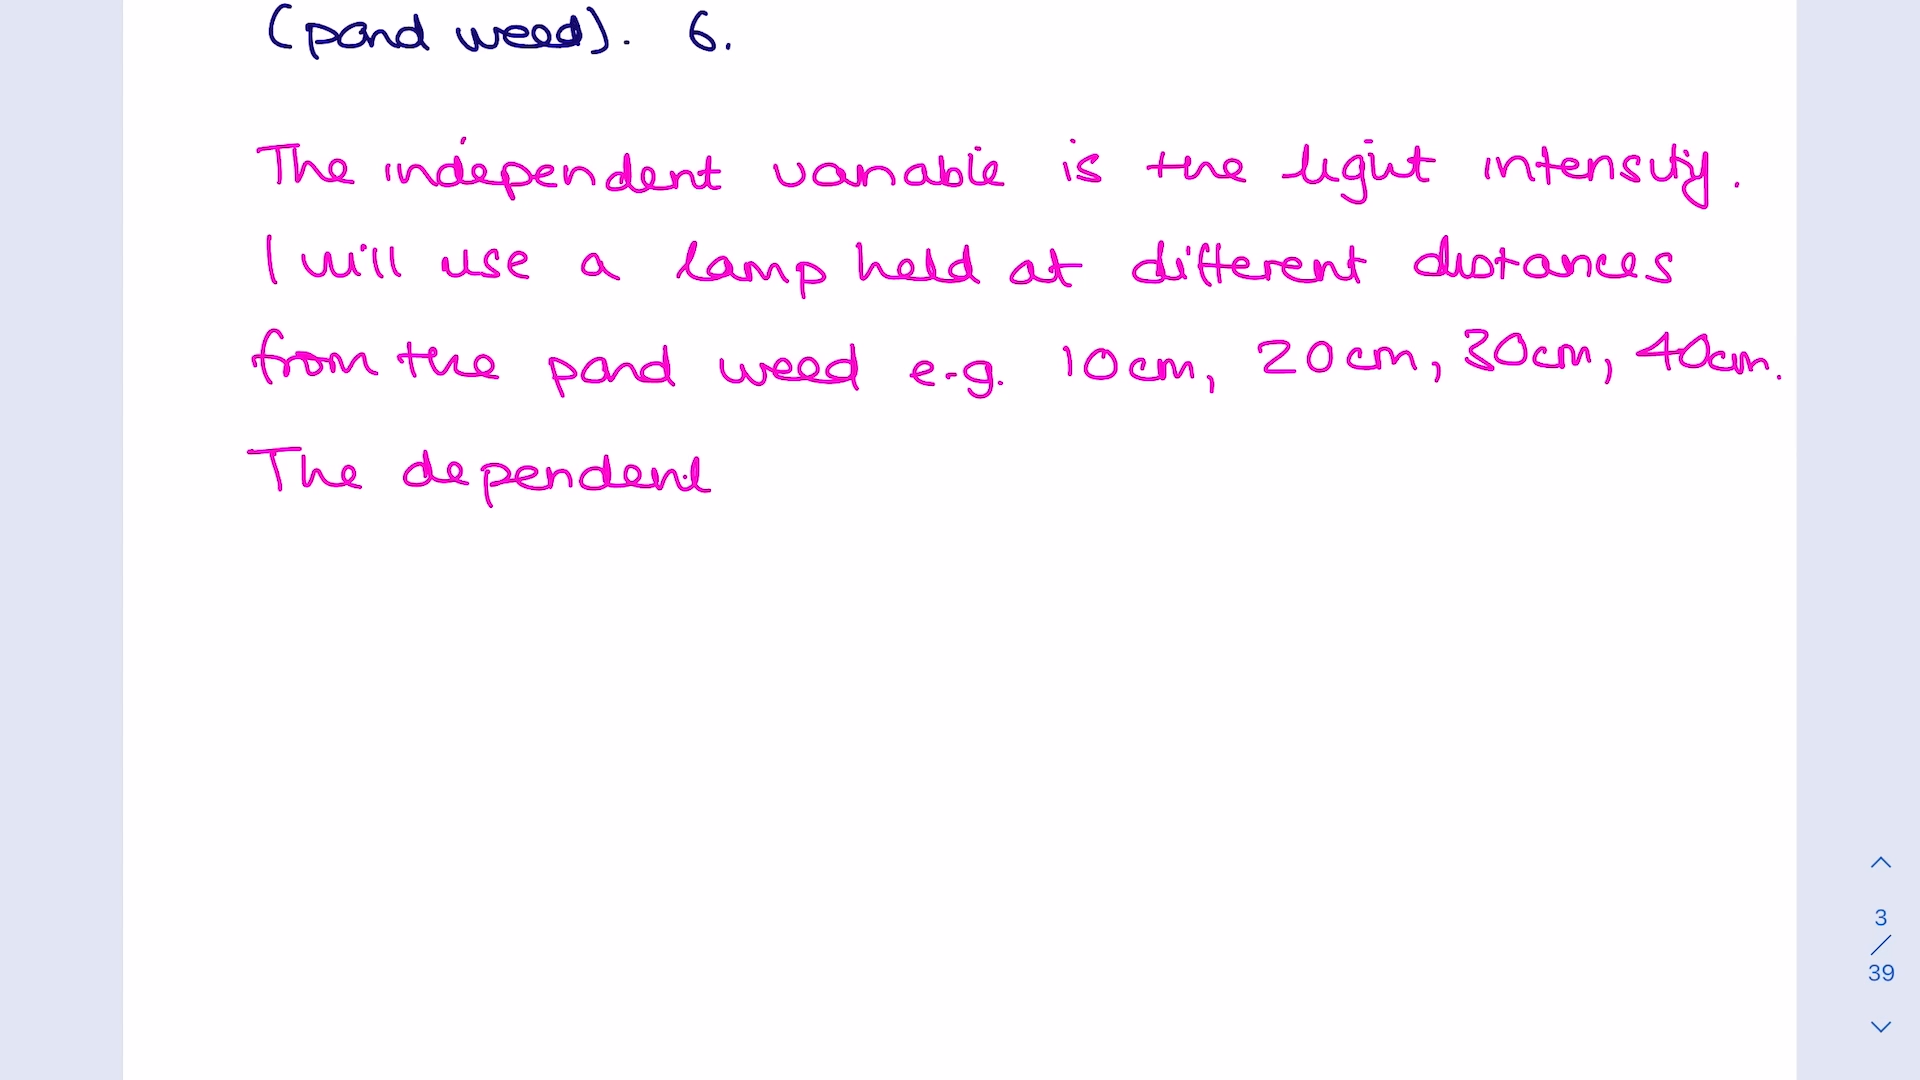 (pond weed). 6.
The independent variable is the light intensity.
I will use a lamp held at different distances
from the pond weed e.g. 10cm, 20cm, 30cm, 40cm.
The dependent
3
/
39